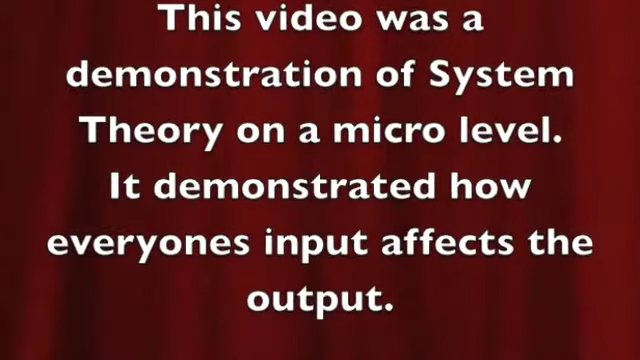 This video was a
demonstration of System
Theory on a micro level.
It demonstrated how
everyones input affects the
output.